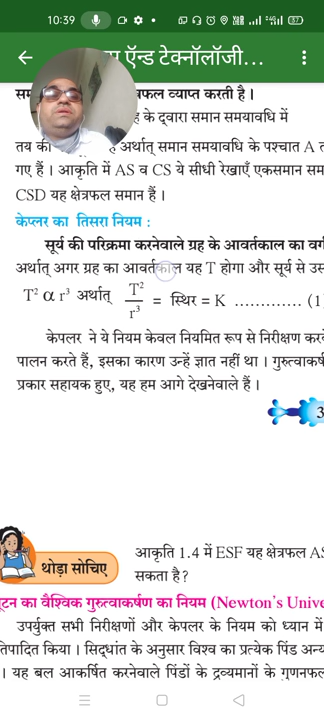 10:39
57
ऍन्ड टेक्नॉलॉजी...
फल व्याप्त करती है।
ह के द्वारा समान समयावधि में
तय की है अर्थात् समान समयावधि के पश्चात A
गए हैं। आकृति में AS व CS ये सीधी रेखाएँ एकसमान सम
CSD यह क्षेत्रफल समान हैं।
केप्लर का तिसरा नियम :
सूर्य की परिक्रमा करनेवाले ग्रह के आवर्तकाल का वर्ग
अर्थात् अगर ग्रह का आवर्तकाल यह T होगा और सूर्य से उस
T² α r³ अर्थात् T²/r³ = स्थिर = K ............. (1
केपलर ने ये नियम केवल नियमित रूप से निरीक्षण कर
पालन करते हैं, इसका कारण उन्हें ज्ञात नहीं था। गुरुत्वाकर्ष
प्रकार सहायक हुए, यह हम आगे देखनेवाले हैं।
3
थोड़ा सोचिए
आकृति 1.4 में ESF यह क्षेत्रफल AS
सकता है?
यूटन का वैश्विक गुरुत्वाकर्षण का नियम (Newton's Unive
उपर्युक्त सभी निरीक्षणों और केपलर के नियम को ध्यान में
तिपादित किया। सिद्धांत के अनुसार विश्व का प्रत्येक पिंड अन्य
। यह बल आकर्षित करनेवाले पिंडों के द्रव्यमानों के गुणनफल